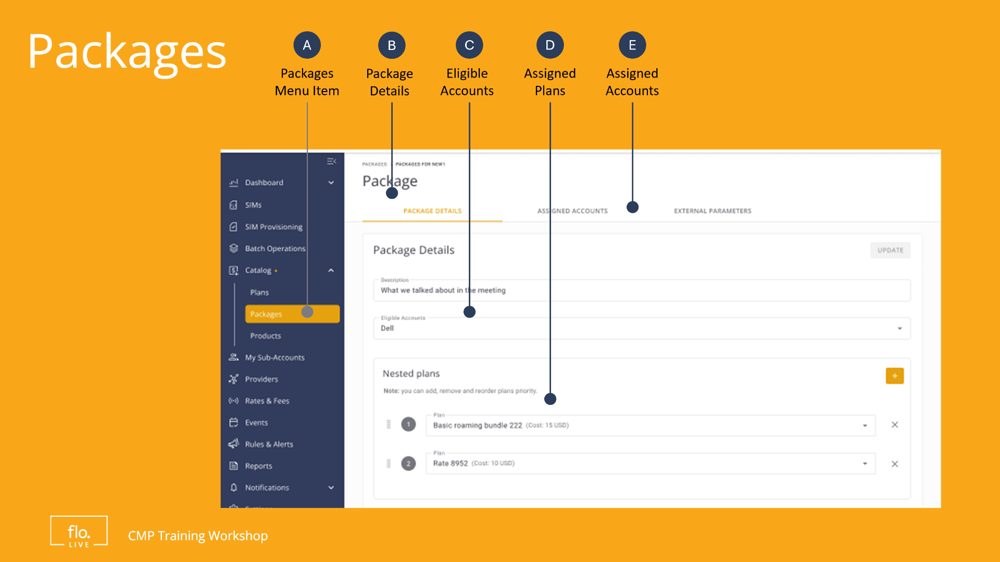 Packages
A
Packages
Menu Item
B
Package
Details
C
Eligible
Accounts
D
Assigned
Plans
E
Assigned
Accounts
Dashboard
SIMs
SIM Provisioning
Batch Operations
Catalog
Plans
Packages
Products
My Sub-Accounts
Providers
Rates & Fees
Events
Rules & Alerts
Reports
Notifications
PACKAGES PACKAGES FOR NEW1
Package
PACKAGE DETAILS ASSIGNED ACCOUNTS EXTERNAL PARAMETERS
Package Details UPDATE
Description
What we talked about in the meeting
Eligible Accounts
Dell
Nested plans
Note: you can add, remove and reorder plans priority.
Plan
1 Basic roaming bundle 222 (Cost: 15 USD)
Plan
2 Rate 8952 (Cost: 10 USD)
flo.
LIVE
CMP Training Workshop